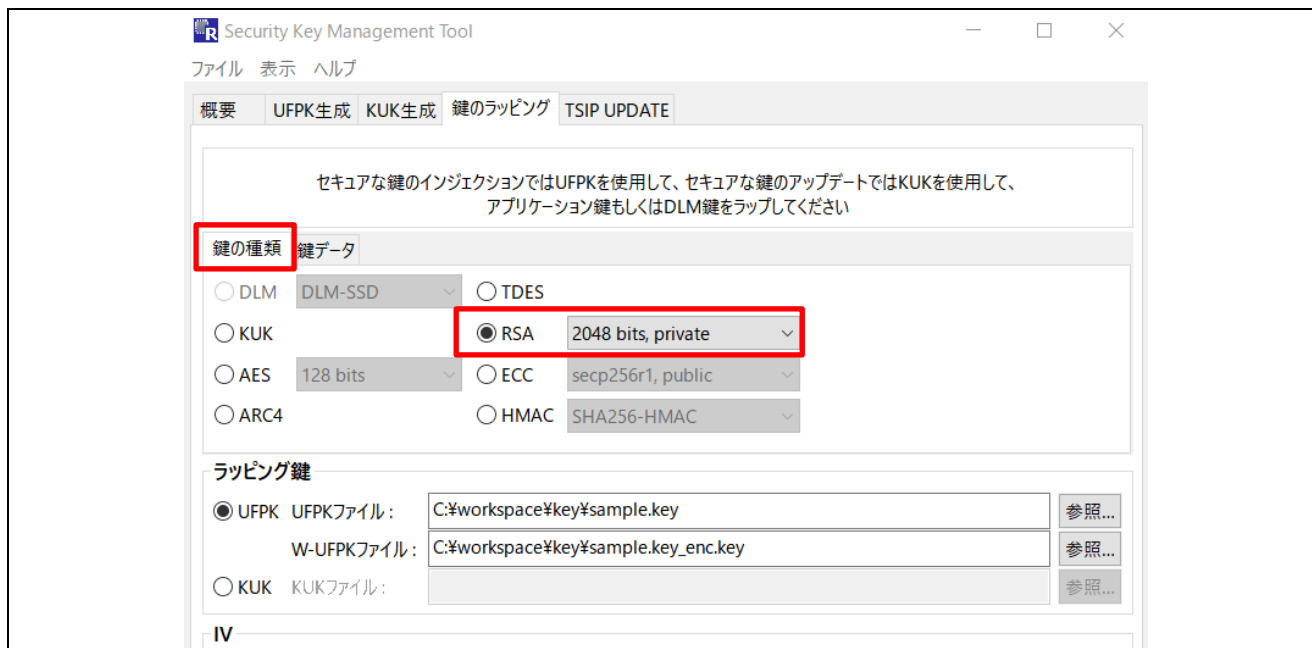 Security Key Management Tool
ファイル 表示 ヘルプ
概要 UFPK生成 KUK生成 鍵のラッピング TSIP UPDATE
セキュアな鍵のインジェクションではUFPKを使用して、セキュアな鍵のアップデートではKUKを使用して、
アプリケーション鍵もしくはDLM鍵をラップしてください
鍵の種類 鍵データ
DLM DLM-SSD TDES
KUK RSA 2048 bits, private
AES 128 bits ECC secp256r1, public
ARC4 HMAC SHA256-HMAC
ラッピング鍵
UFPK UFPKファイル : C:¥workspace¥key¥sample.key 参照...
W-UFPKファイル : C:¥workspace¥key¥sample.key_enc.key 参照...
KUK KUKファイル : 参照...
IV